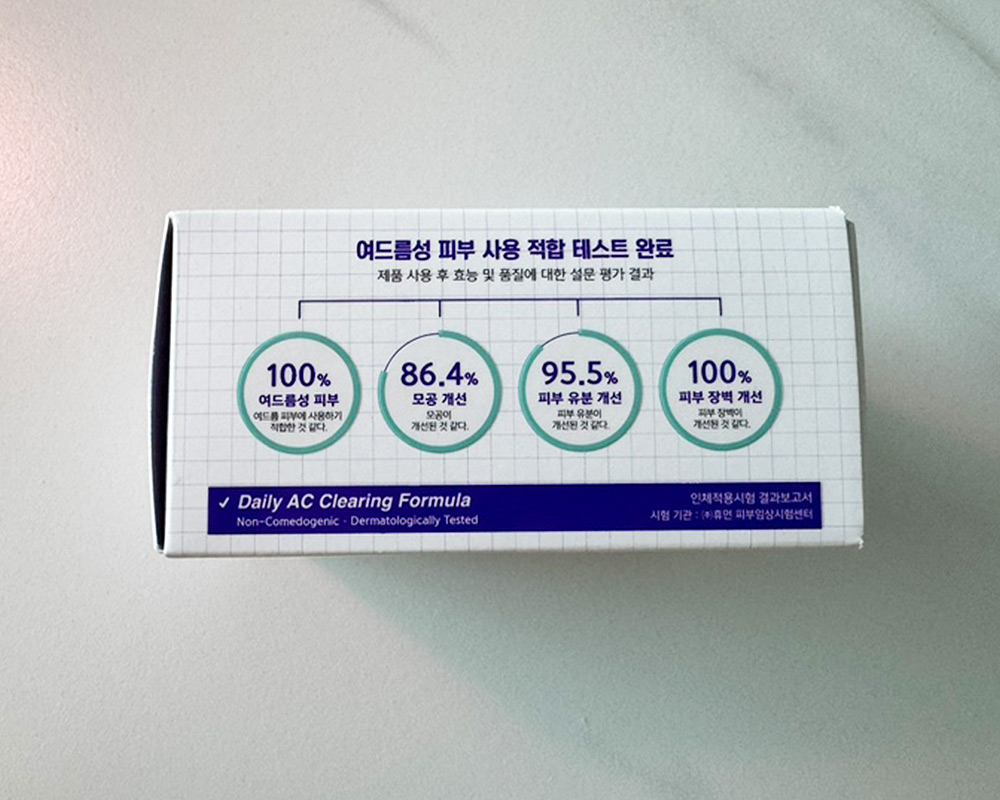 여드름성 피부 사용 적합 테스트 완료
제품 사용 후 효능 및 품질에 대한 설문 평가 결과
100%
여드름성 피부
여드름 피부에 사용하기
적합한 것 같다.
86.4%
모공 개선
모공이
개선된 것 같다.
95.5%
피부 유분 개선
피부 유분이
개선된 것 같다.
100%
피부 장벽 개선
피부 장벽이
개선된 것 같다.
✓ Daily AC Clearing Formula
Non-Comedogenic · Dermatologically Tested
인체적용시험 결과보고서
시험 기관 : ㈜휴먼 피부임상시험센터